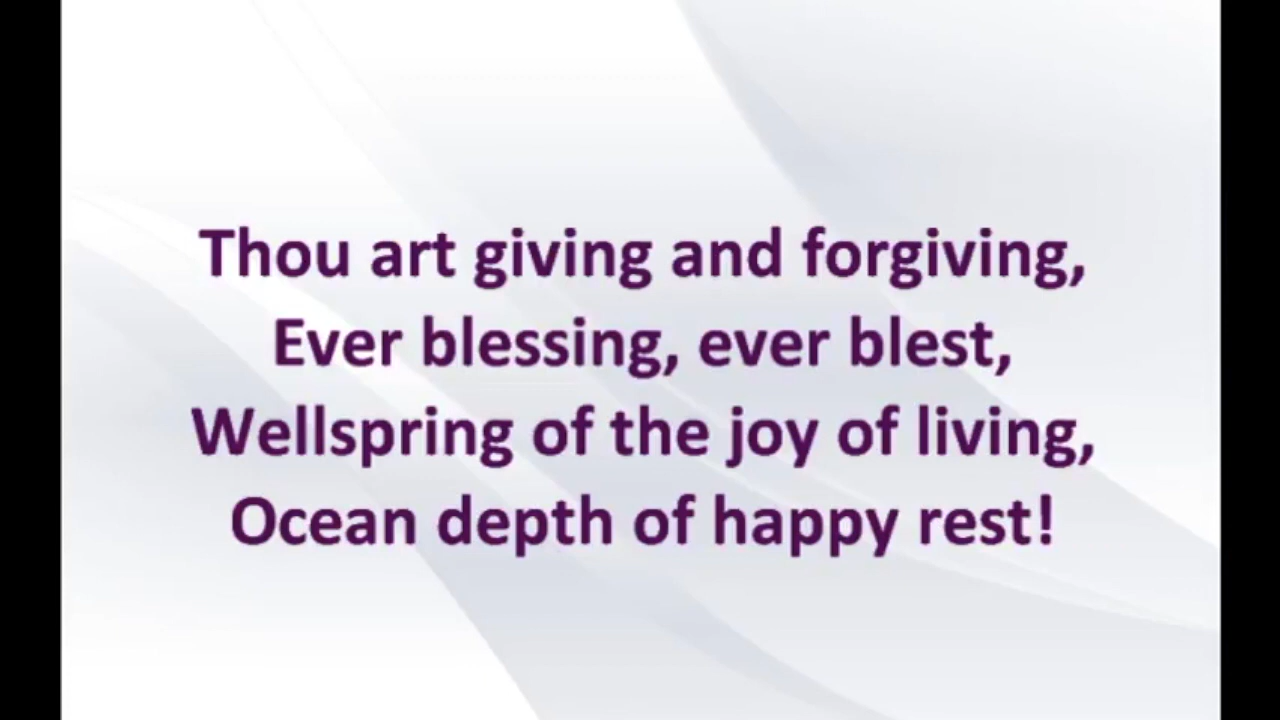 Thou art giving and forgiving,
Ever blessing, ever blest,
Wellspring of the joy of living,
Ocean depth of happy rest!